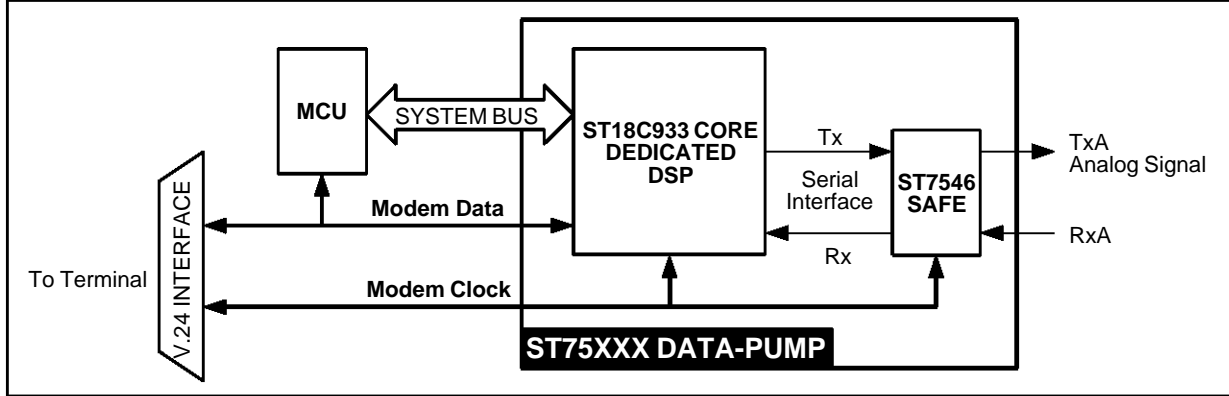 MCU
SYSTEM BUS
ST18C933 CORE
DEDICATED
DSP
Tx
Serial
Interface
Rx
ST7546
SAFE
TxA
Analog Signal
RxA
To Terminal
V.24 INTERFACE
Modem Data
Modem Clock
ST75XXX DATA-PUMP